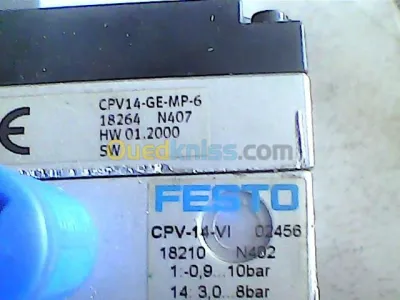 CPV14-GE-MP-6
18264 N407
HW 01.2000
SW
Ouedkniss.com
FESTO
CPV-14-VI 02456
18210 N402
1:-0,9...10bar
14: 3,0...8bar